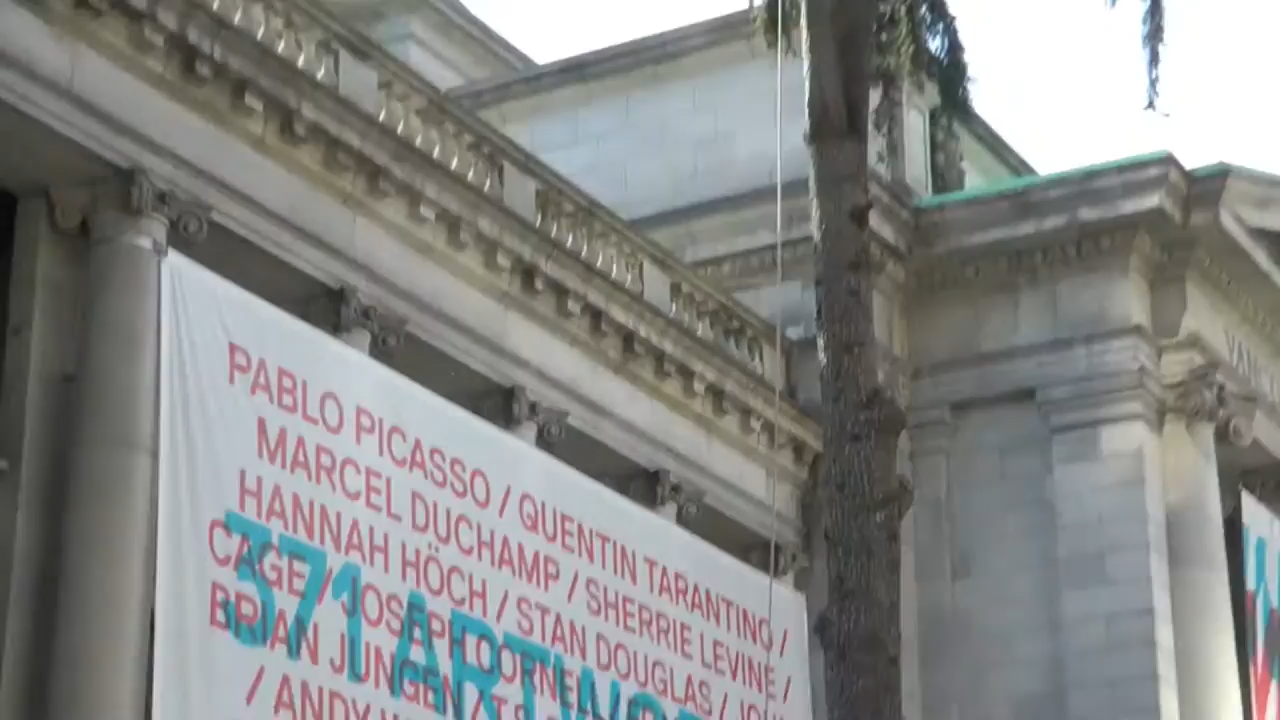 PABLO PICASSO / QUENTIN TARANTINO /
MARCEL DUCHAMP / SHERRIE LEVINE /
HANNAH HÖCH / STAN DOUGLAS /
CAGE / JOSEPH CORNELL /
BRIAN JUNGEN /
/ ANDY
371